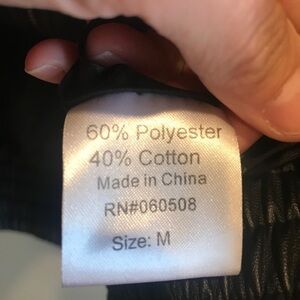 60% Polyester
40% Cotton
Made in China
RN#060508
Size: M